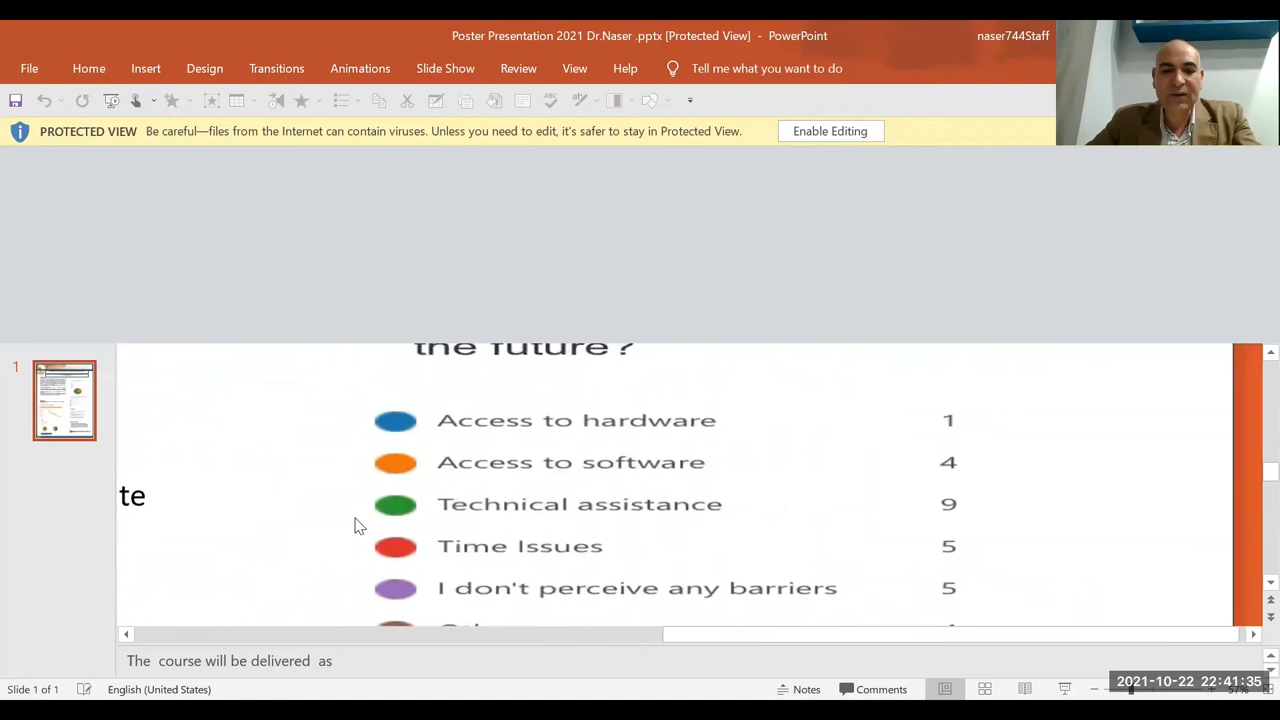 Poster Presentation 2021 Dr.Naser .pptx [Protected View] - PowerPoint
naser744Staff
File Home Insert Design Transitions Animations Slide Show Review View Help Tell me what you want to do
PROTECTED VIEW Be careful—files from the Internet can contain viruses. Unless you need to edit, it's safer to stay in Protected View. Enable Editing
1
the future?
Access to hardware 1
Access to software 4
te
Technical assistance 9
Time Issues 5
I don't perceive any barriers 5
The course will be delivered as
Slide 1 of 1 English (United States) Notes Comments
2021-10-22 22:41:35
57%